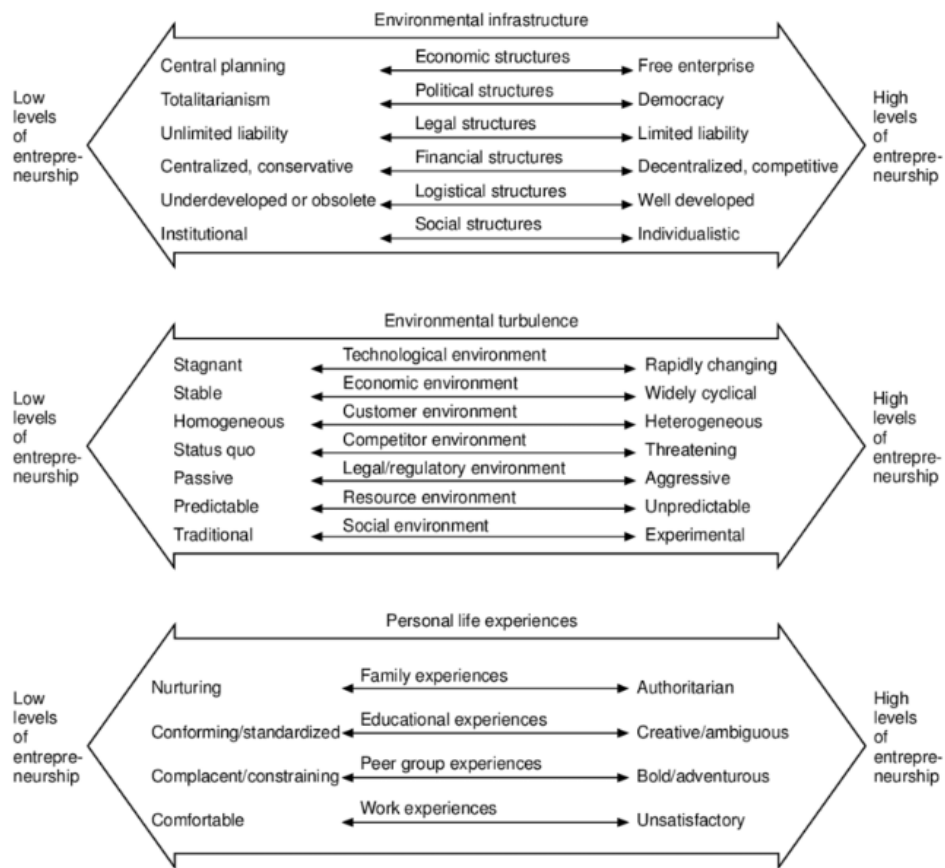 Environmental infrastructure
Low levels of entrepre-neurship
High levels of entrepre-neurship
Central planning Economic structures Free enterprise
Totalitarianism Political structures Democracy
Unlimited liability Legal structures Limited liability
Centralized, conservative Financial structures Decentralized, competitive
Underdeveloped or obsolete Logistical structures Well developed
Institutional Social structures Individualistic
Environmental turbulence
Low levels of entrepre-neurship
High levels of entrepre-neurship
Stagnant Technological environment Rapidly changing
Stable Economic environment Widely cyclical
Homogeneous Customer environment Heterogeneous
Status quo Competitor environment Threatening
Passive Legal/regulatory environment Aggressive
Predictable Resource environment Unpredictable
Traditional Social environment Experimental
Personal life experiences
Low levels of entrepre-neurship
High levels of entrepre-neurship
Nurturing Family experiences Authoritarian
Conforming/standardized Educational experiences Creative/ambiguous
Complacent/constraining Peer group experiences Bold/adventurous
Comfortable Work experiences Unsatisfactory